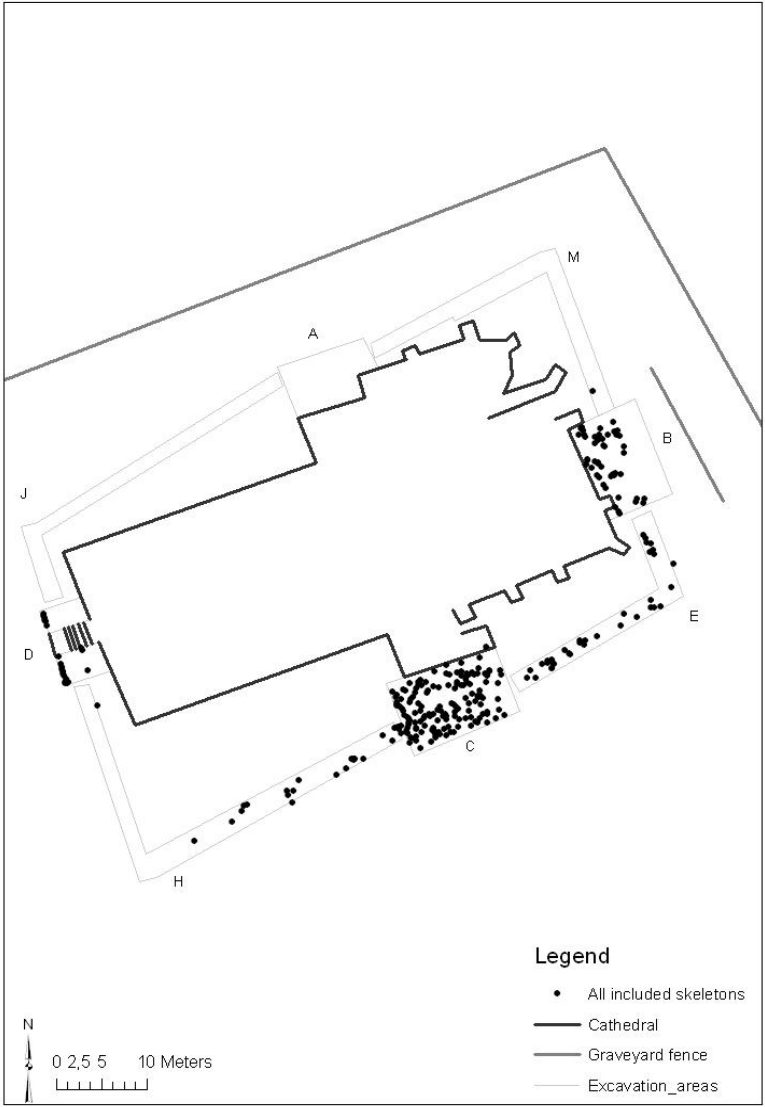 M
A
B
J
E
D
C
H
Legend
All included skeletons
Cathedral
Graveyard fence
Excavation_areas
N
0 2,5 5 10 Meters